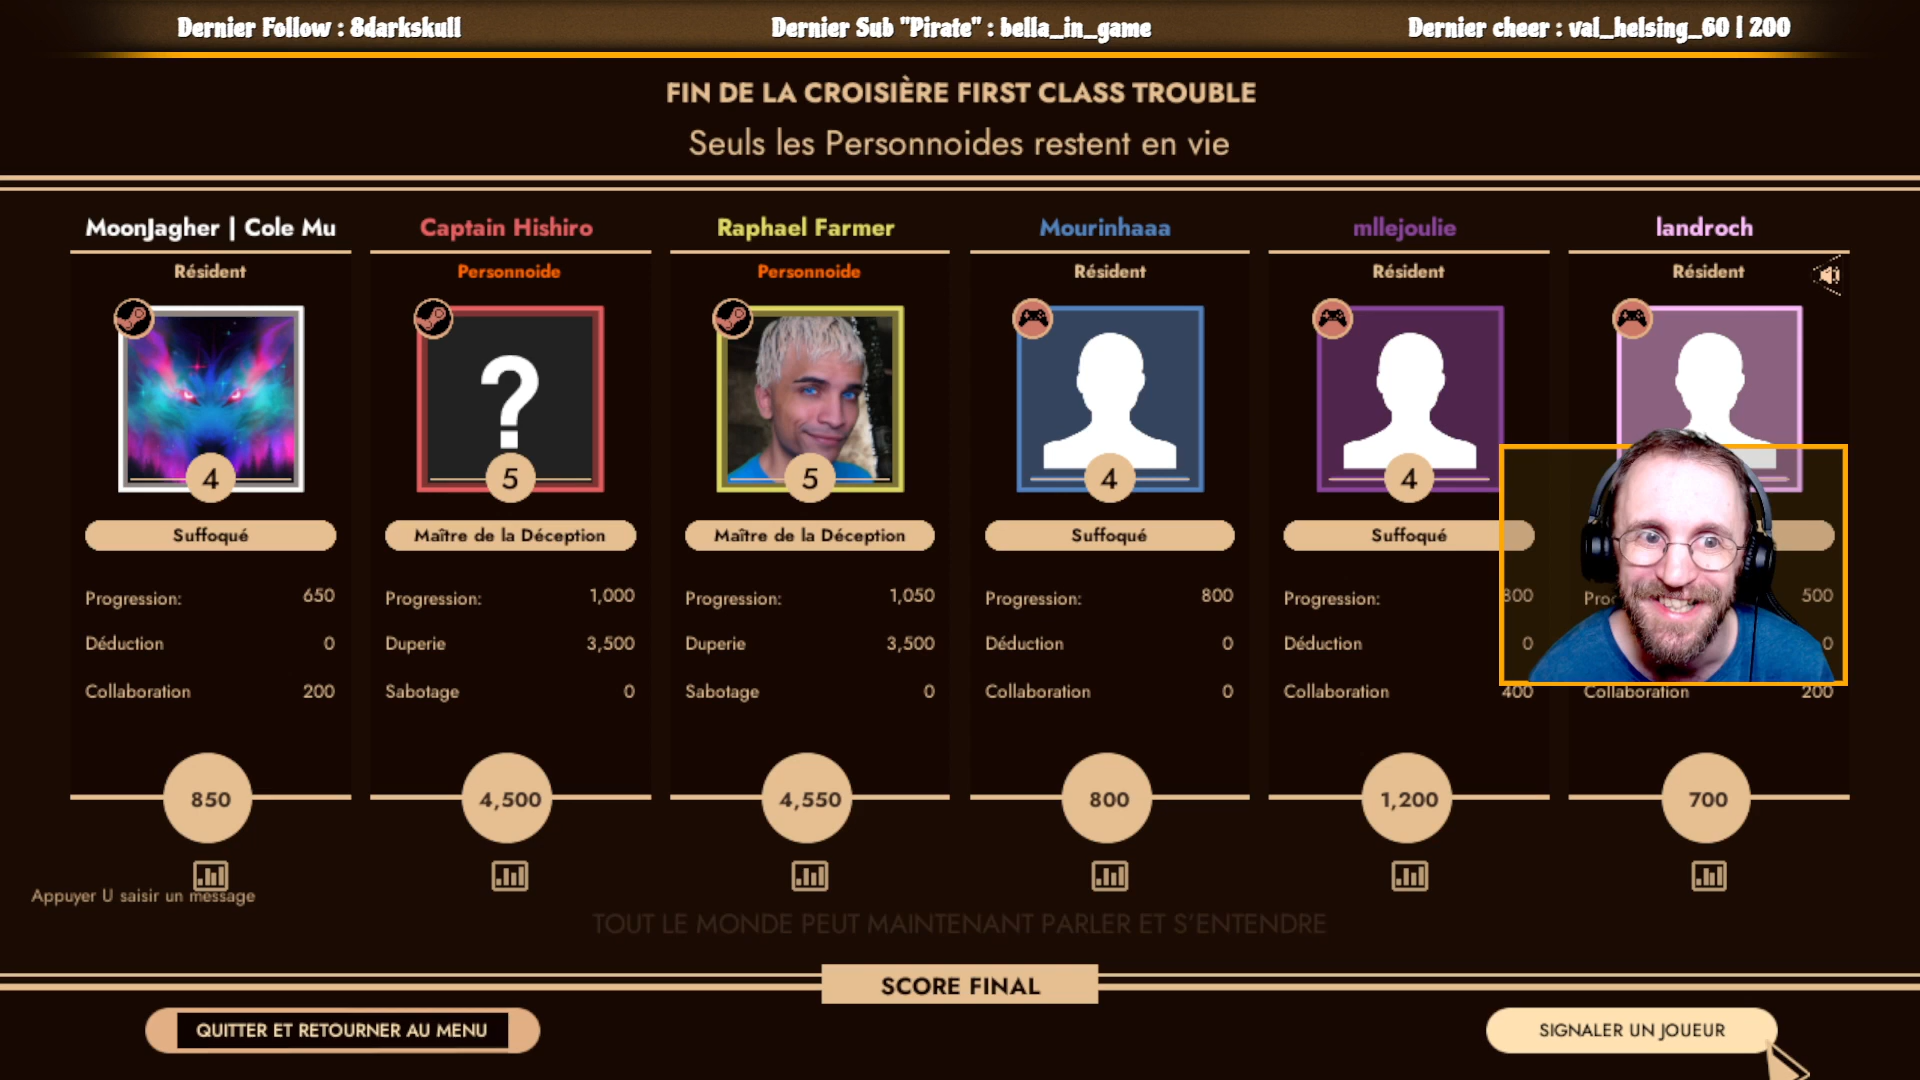 Dernier Follow : 8darkskull
Dernier Sub "Pirate" : bella_in_game
Dernier cheer : val_helsing_60 | 200
FIN DE LA CROISIÈRE FIRST CLASS TROUBLE
Seuls les Personnoides restent en vie
MoonJagher | Cole Mu
Résident
4
Suffoqué
Progression: 650
Déduction 0
Collaboration 200
850
Captain Hishiro
Personnoide
5
Maître de la Déception
Progression: 1,000
Duperie 3,500
Sabotage 0
4,500
Raphael Farmer
Personnoide
5
Maître de la Déception
Progression: 1,050
Duperie 3,500
Sabotage 0
4,550
Mourinhaaa
Résident
4
Suffoqué
Progression: 800
Déduction 0
Collaboration 0
800
mllejoulie
Résident
4
Suffoqué
Progression: 800
Déduction 0
Collaboration 400
1,200
landroch
Résident
500
0
Collaboration 200
700
Appuyer U saisir un message
TOUT LE MONDE PEUT MAINTENANT PARLER ET S'ENTENDRE
SCORE FINAL
QUITTER ET RETOURNER AU MENU
SIGNALER UN JOUEUR